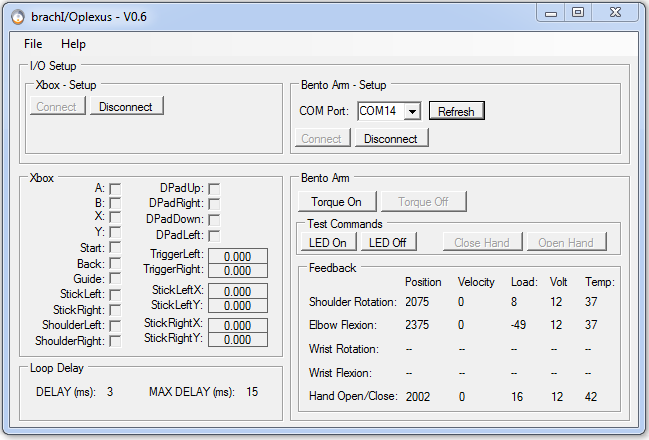 brachI/Oplexus - V0.6
File Help
I/O Setup
Xbox - Setup
Connect Disconnect
Bento Arm - Setup
COM Port: COM14 Refresh
Connect Disconnect
Xbox
A:
B:
X:
Y:
Start:
Back:
Guide:
StickLeft:
StickRight:
ShoulderLeft:
ShoulderRight:
DPadUp:
DPadRight:
DPadDown:
DPadLeft:
TriggerLeft: 0.000
TriggerRight: 0.000
StickLeftX: 0.000
StickLeftY: 0.000
StickRightX: 0.000
StickRightY: 0.000
Loop Delay
DELAY (ms): 3 MAX DELAY (ms): 15
Bento Arm
Torque On Torque Off
Test Commands
LED On LED Off Close Hand Open Hand
Feedback
Position Velocity Load: Volt Temp:
Shoulder Rotation: 2075 0 8 12 37
Elbow Flexion: 2375 0 -49 12 37
Wrist Rotation: -- -- -- -- --
Wrist Flexion: -- -- -- -- --
Hand Open/Close: 2002 0 16 12 42